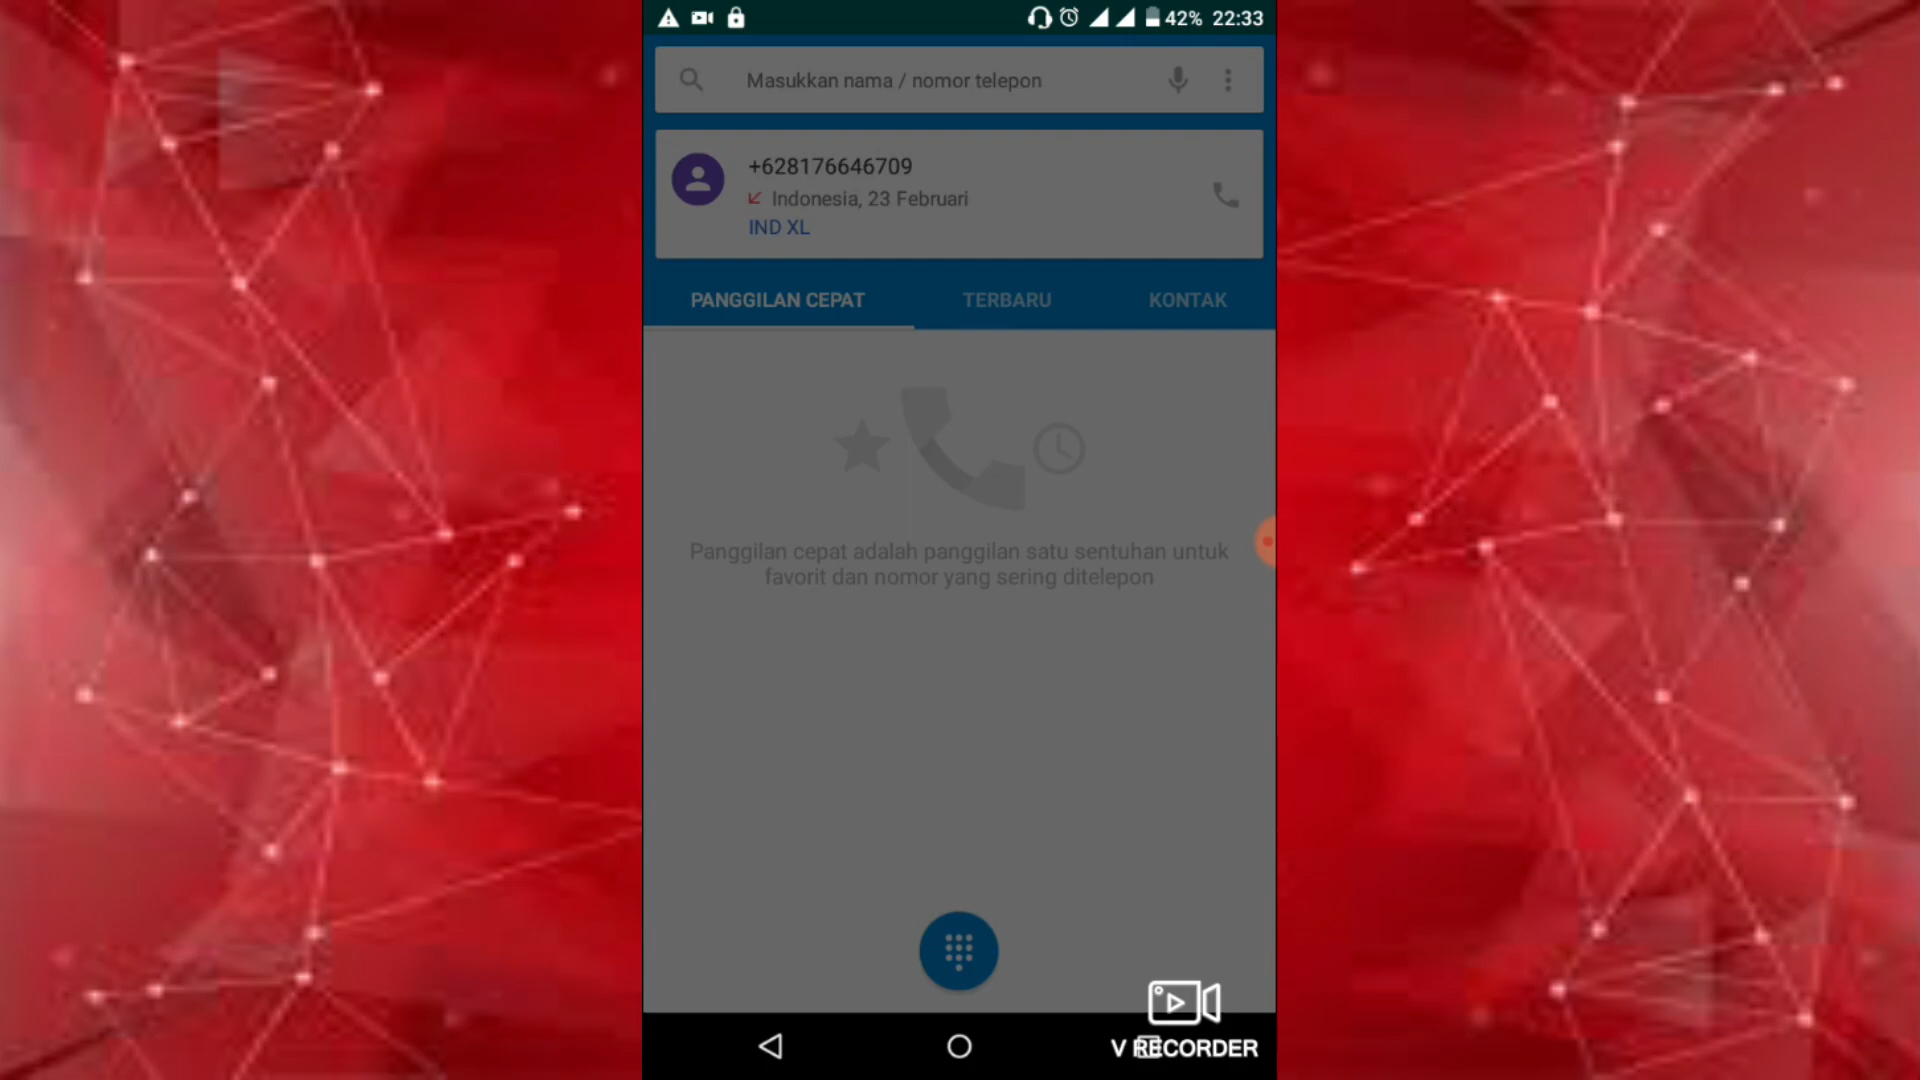 42% 22:33
Masukkan nama / nomor telepon
+628176646709
Indonesia, 23 Februari
IND XL
PANGGILAN CEPAT TERBARU KONTAK
Panggilan cepat adalah panggilan satu sentuhan untuk
favorit dan nomor yang sering ditelepon
V RECORDER